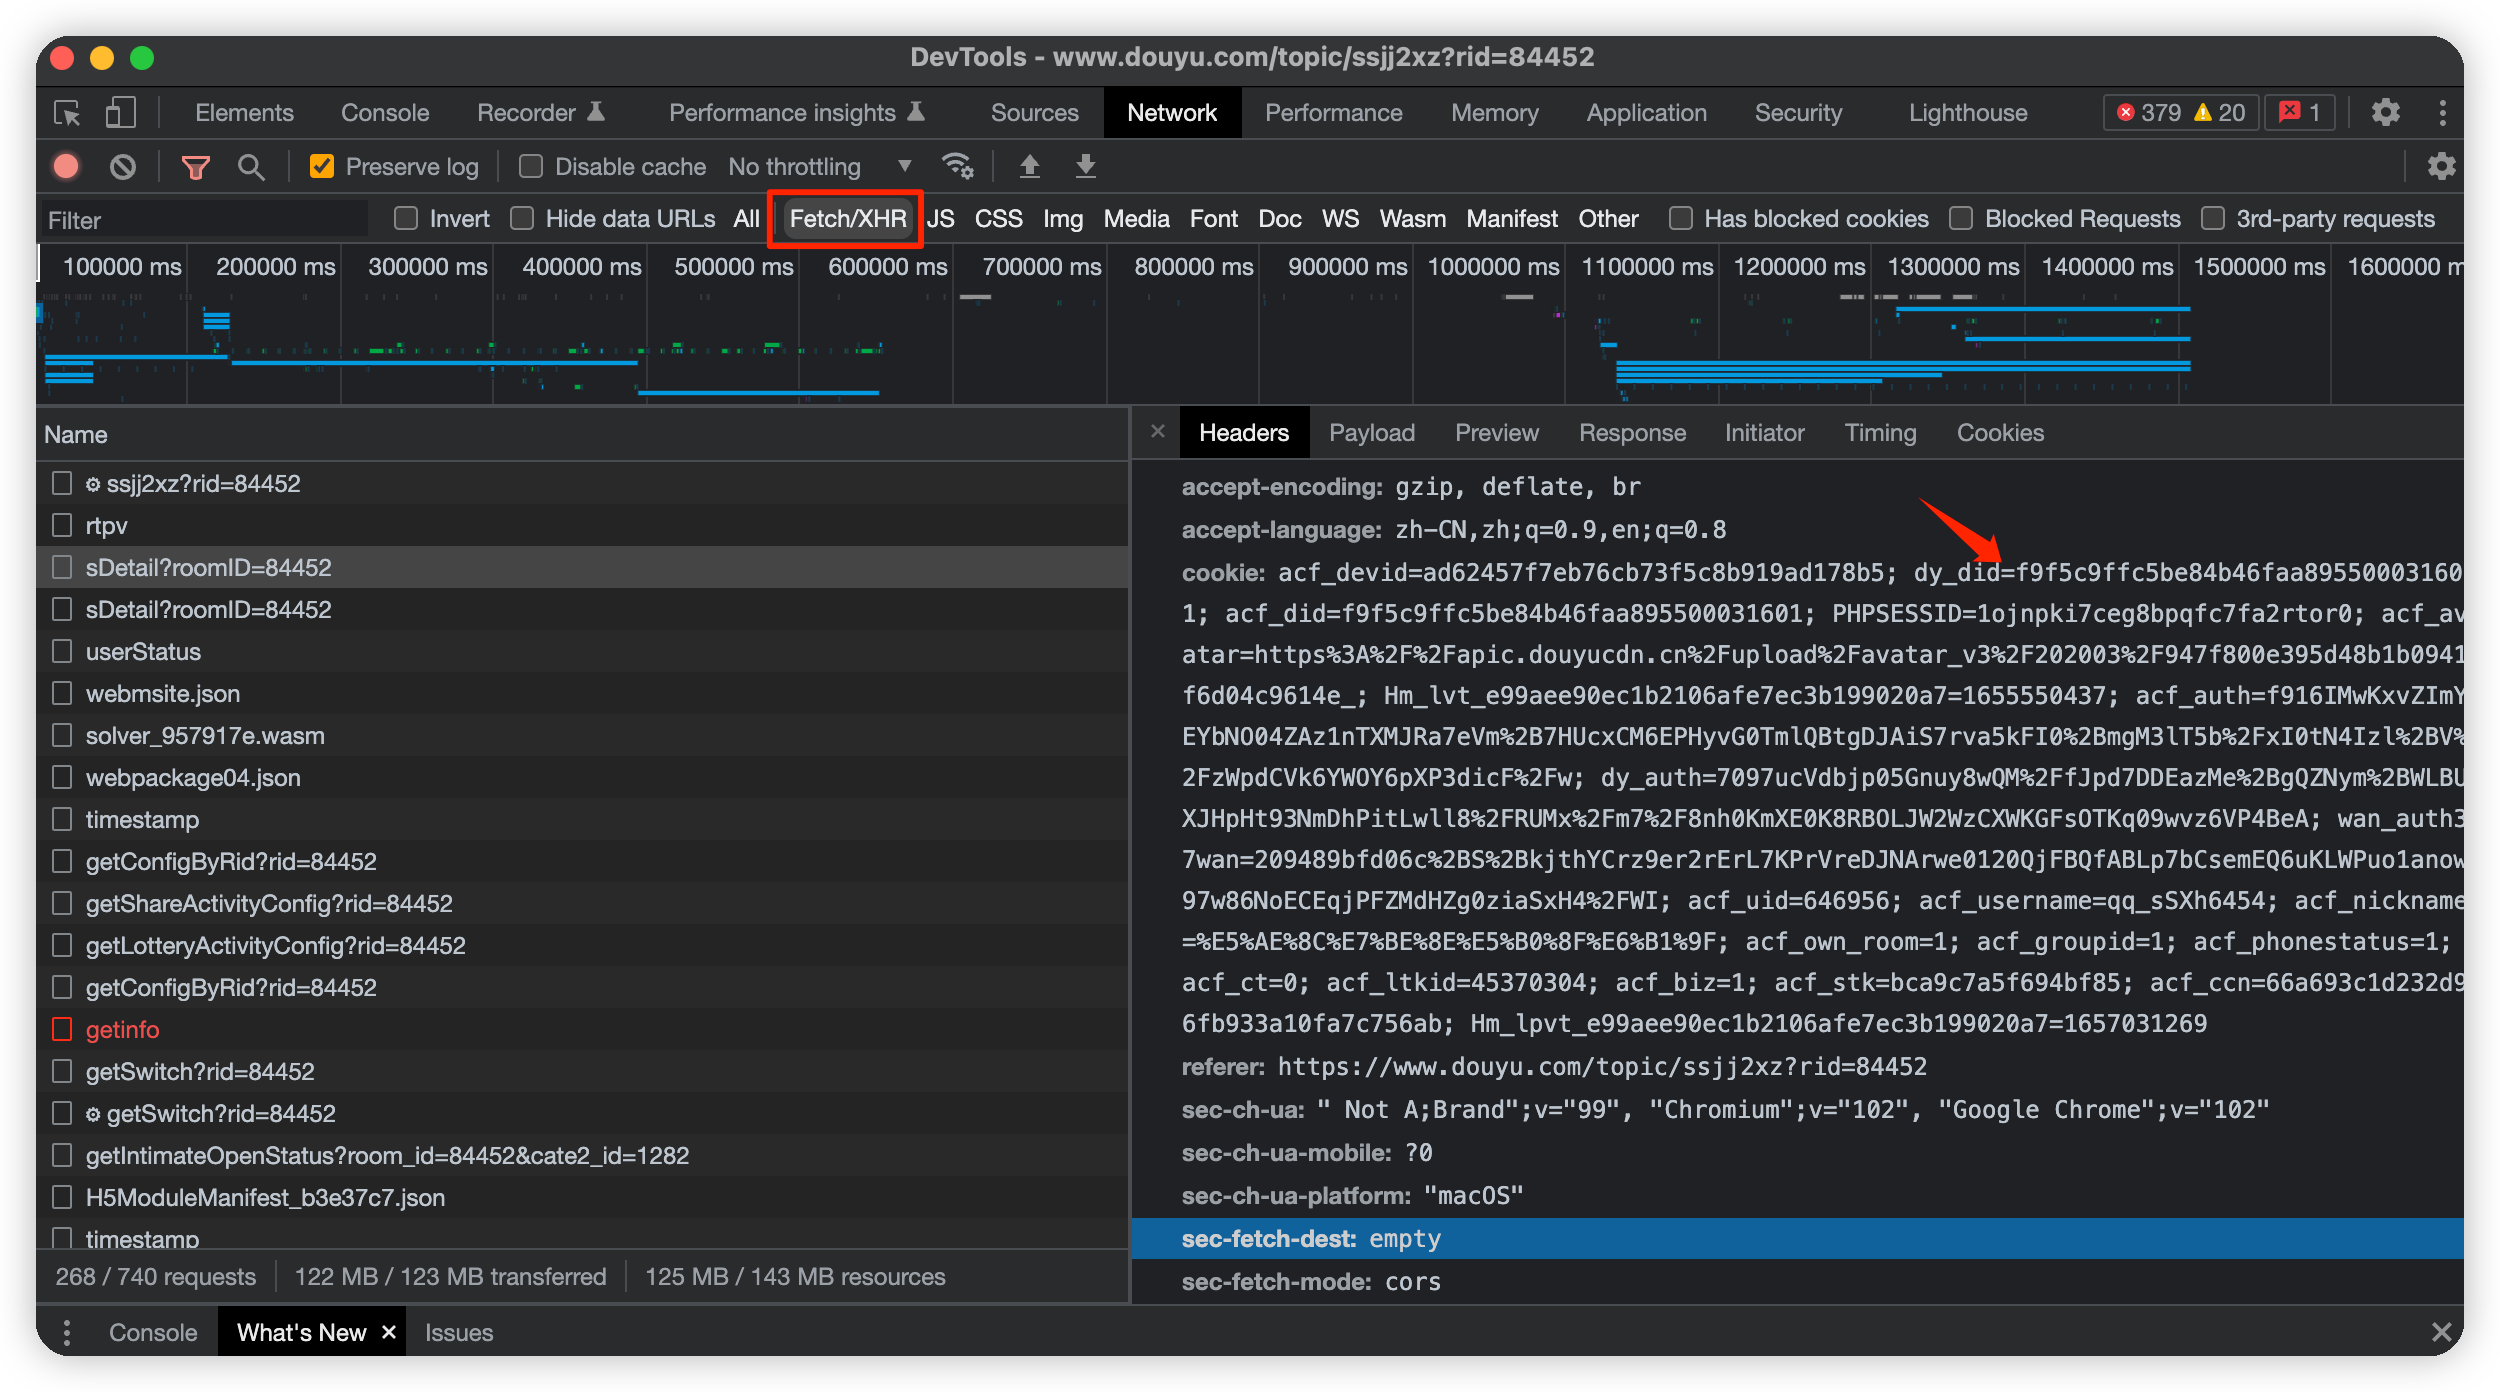 DevTools - www.douyu.com/topic/ssjj2xz?rid=84452
Elements Console Recorder Performance insights Sources Network Performance Memory Application Security Lighthouse 379 20 1
Preserve log Disable cache No throttling
Filter Invert Hide data URLs All Fetch/XHR JS CSS Img Media Font Doc WS Wasm Manifest Other Has blocked cookies Blocked Requests 3rd-party requests
100000 ms 200000 ms 300000 ms 400000 ms 500000 ms 600000 ms 700000 ms 800000 ms 900000 ms 1000000 ms 1100000 ms 1200000 ms 1300000 ms 1400000 ms 1500000 ms 1600000 m
Name
ssjj2xz?rid=84452
rtpv
sDetail?roomID=84452
sDetail?roomID=84452
userStatus
webmsite.json
solver_957917e.wasm
webpackage04.json
timestamp
getConfigByRid?rid=84452
getShareActivityConfig?rid=84452
getLotteryActivityConfig?rid=84452
getConfigByRid?rid=84452
getinfo
getSwitch?rid=84452
getSwitch?rid=84452
getIntimateOpenStatus?room_id=84452&cate2_id=1282
H5ModuleManifest_b3e37c7.json
timestamp
268 / 740 requests 122 MB / 123 MB transferred 125 MB / 143 MB resources
Headers Payload Preview Response Initiator Timing Cookies
accept-encoding: gzip, deflate, br
accept-language: zh-CN,zh;q=0.9,en;q=0.8
cookie: acf_devid=ad62457f7eb76cb73f5c8b919ad178b5; dy_did=f9f5c9ffc5be84b46faa89550003160
1; acf_did=f9f5c9ffc5be84b46faa895500031601; PHPSESSID=1ojnpki7ceg8bpqfc7fa2rtor0; acf_av
atar=https%3A%2F%2Fapic.douyucdn.cn%2Fupload%2Favatar_v3%2F202003%2F947f800e395d48b1b0941
f6d04c9614e_; Hm_lvt_e99aee90ec1b2106afe7ec3b199020a7=1655550437; acf_auth=f916IMwKxvZImY
EYbNO04ZAz1nTXMJRa7eVm%2B7HUcxCM6EPHyvG0TmlQBtgDJAiS7rva5kFI0%2BmgM3lT5b%2FxI0tN4Izl%2BV%
2FzWpdCVk6YWOY6pXP3dicF%2Fw; dy_auth=7097ucVdbjp05Gnuy8wQM%2FfJpd7DDEazMe%2BgQZNym%2BWLBU
XJHpHt93NmDhPitLwll8%2FRUMx%2Fm7%2F8nh0KmXE0K8RBOLJW2WzCXWKGFsOTKq09wvz6VP4BeA; wan_auth3
7wan=209489bfd06c%2BS%2BkjthYCrz9er2rErL7KPrVreDJNArwe0120QjFBQfABLp7bCsemEQ6uKLWPuo1anow
97w86NoECEqjPFZMdHZg0ziaSxH4%2FWI; acf_uid=646956; acf_username=qq_sSXh6454; acf_nickname
=%E5%AE%8C%E7%BE%8E%E5%B0%8F%E6%B1%9F; acf_own_room=1; acf_groupid=1; acf_phonestatus=1;
acf_ct=0; acf_ltkid=45370304; acf_biz=1; acf_stk=bca9c7a5f694bf85; acf_ccn=66a693c1d232d9
6fb933a10fa7c756ab; Hm_lpvt_e99aee90ec1b2106afe7ec3b199020a7=1657031269
referer: https://www.douyu.com/topic/ssjj2xz?rid=84452
sec-ch-ua: " Not A;Brand";v="99", "Chromium";v="102", "Google Chrome";v="102"
sec-ch-ua-mobile: ?0
sec-ch-ua-platform: "macOS"
sec-fetch-dest: empty
sec-fetch-mode: cors
Console What's New Issues